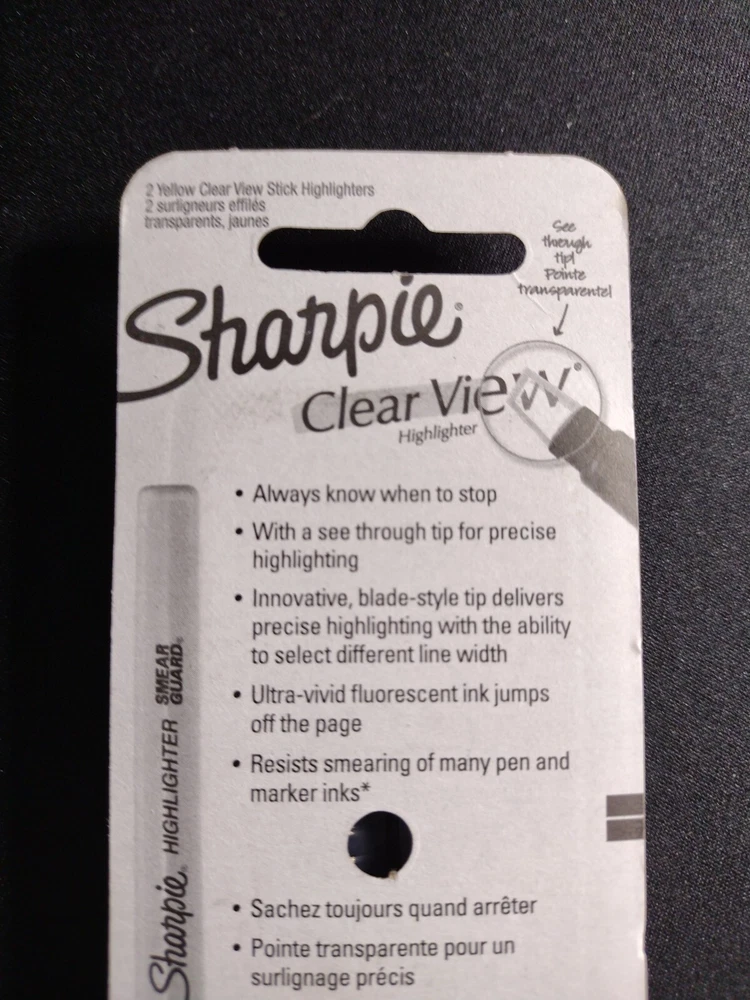 2 Yellow Clear View Stick Highlighters
2 surligneurs effilés
transparents, jaunes
See
through
tip!
Pointe
transparente!
Sharpie®
Clear View®
Highlighter
• Always know when to stop
• With a see through tip for precise
highlighting
• Innovative, blade-style tip delivers
precise highlighting with the ability
to select different line width
• Ultra-vivid fluorescent ink jumps
off the page
• Resists smearing of many pen and
marker inks*
• Sachez toujours quand arrêter
• Pointe transparente pour un
surlignage précis
Sharpie® HIGHLIGHTER SMEAR
GUARD®